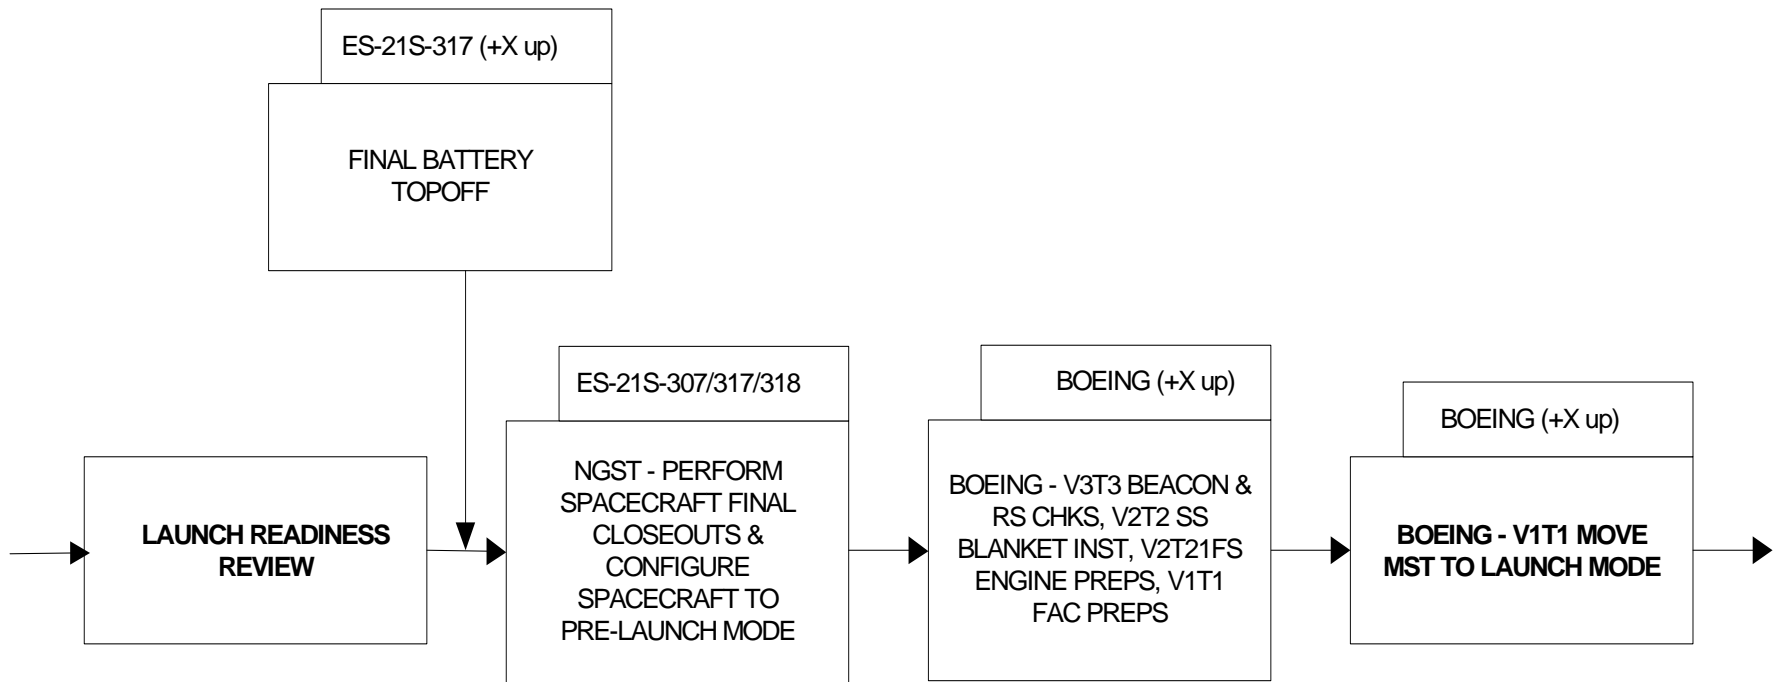 ES-21S-317 (+X up)
FINAL BATTERY
TOPOFF
LAUNCH READINESS
REVIEW
ES-21S-307/317/318
NGST - PERFORM
SPACECRAFT FINAL
CLOSEOUTS &
CONFIGURE
SPACECRAFT TO
PRE-LAUNCH MODE
BOEING (+X up)
BOEING - V3T3 BEACON &
RS CHKS, V2T2 SS
BLANKET INST, V2T21FS
ENGINE PREPS, V1T1
FAC PREPS
BOEING (+X up)
BOEING - V1T1 MOVE
MST TO LAUNCH MODE